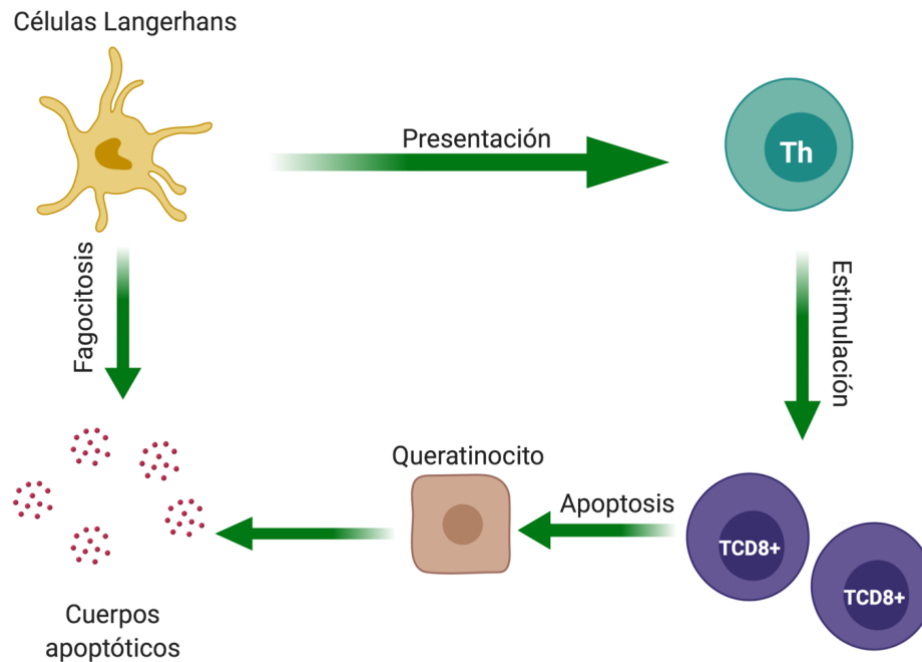 Células Langerhans
Presentación
Th
Fagocitosis
Estimulación
Queratinocito
Apoptosis
TCD8+
TCD8+
Cuerpos
apoptóticos